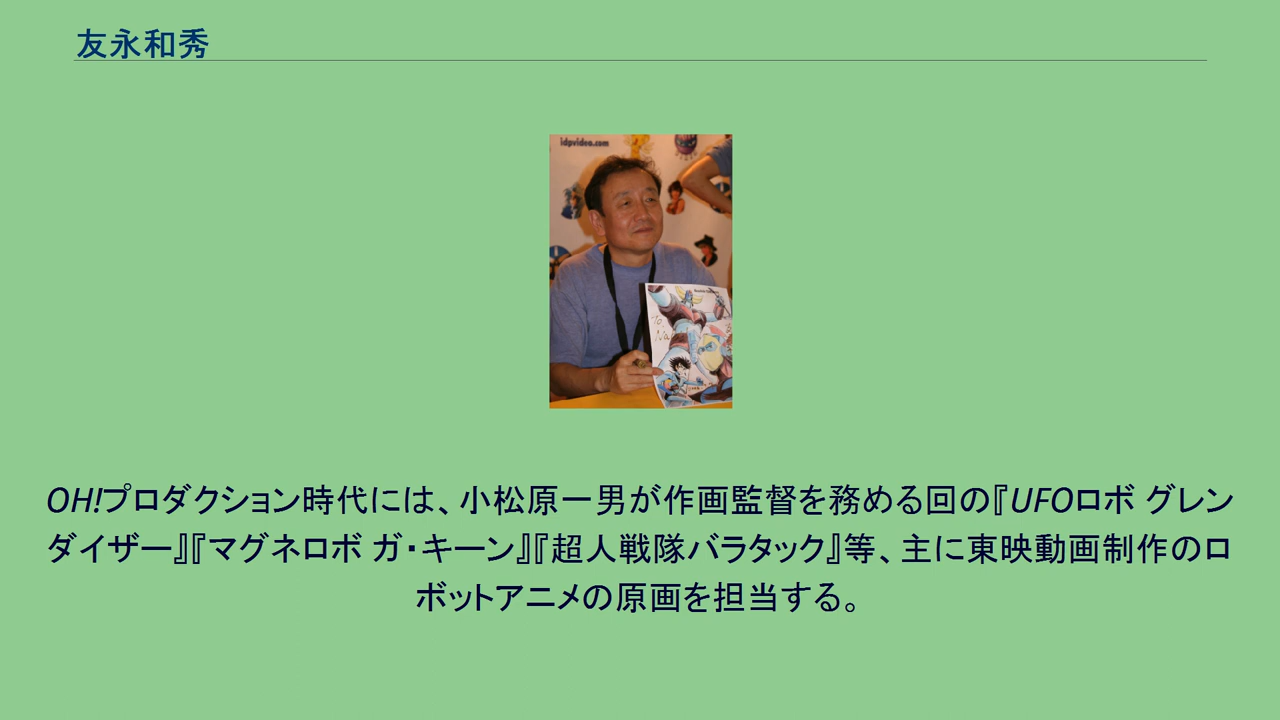 友永和秀
idpvideo.com
To,
Na
OH!プロダクション時代には、小松原一男が作画監督を務める回の『UFOロボ グレン
ダイザー』『マグネロボ ガ・キーン』『超人戦隊バラタック』等、主に東映動画制作のロ
ボットアニメの原画を担当する。